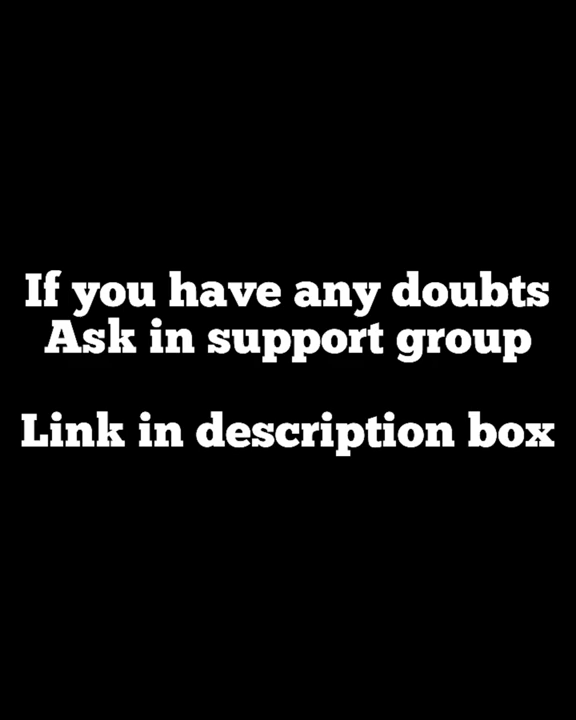 If you have any doubts
Ask in support group
Link in description box